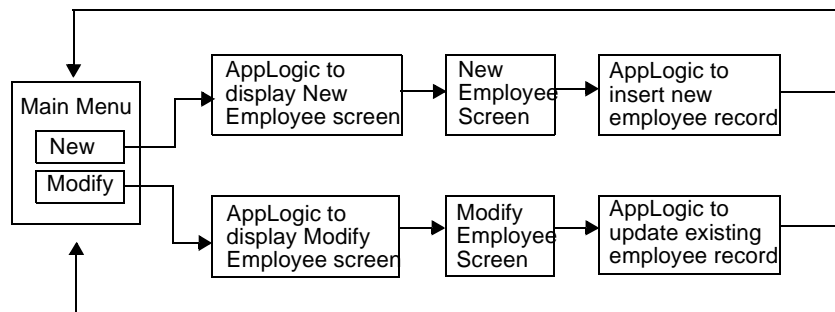 Main Menu
New
Modify
AppLogic to
display New
Employee screen
New
Employee
Screen
AppLogic to
insert new
employee record
AppLogic to
display Modify
Employee screen
Modify
Employee
Screen
AppLogic to
update existing
employee record